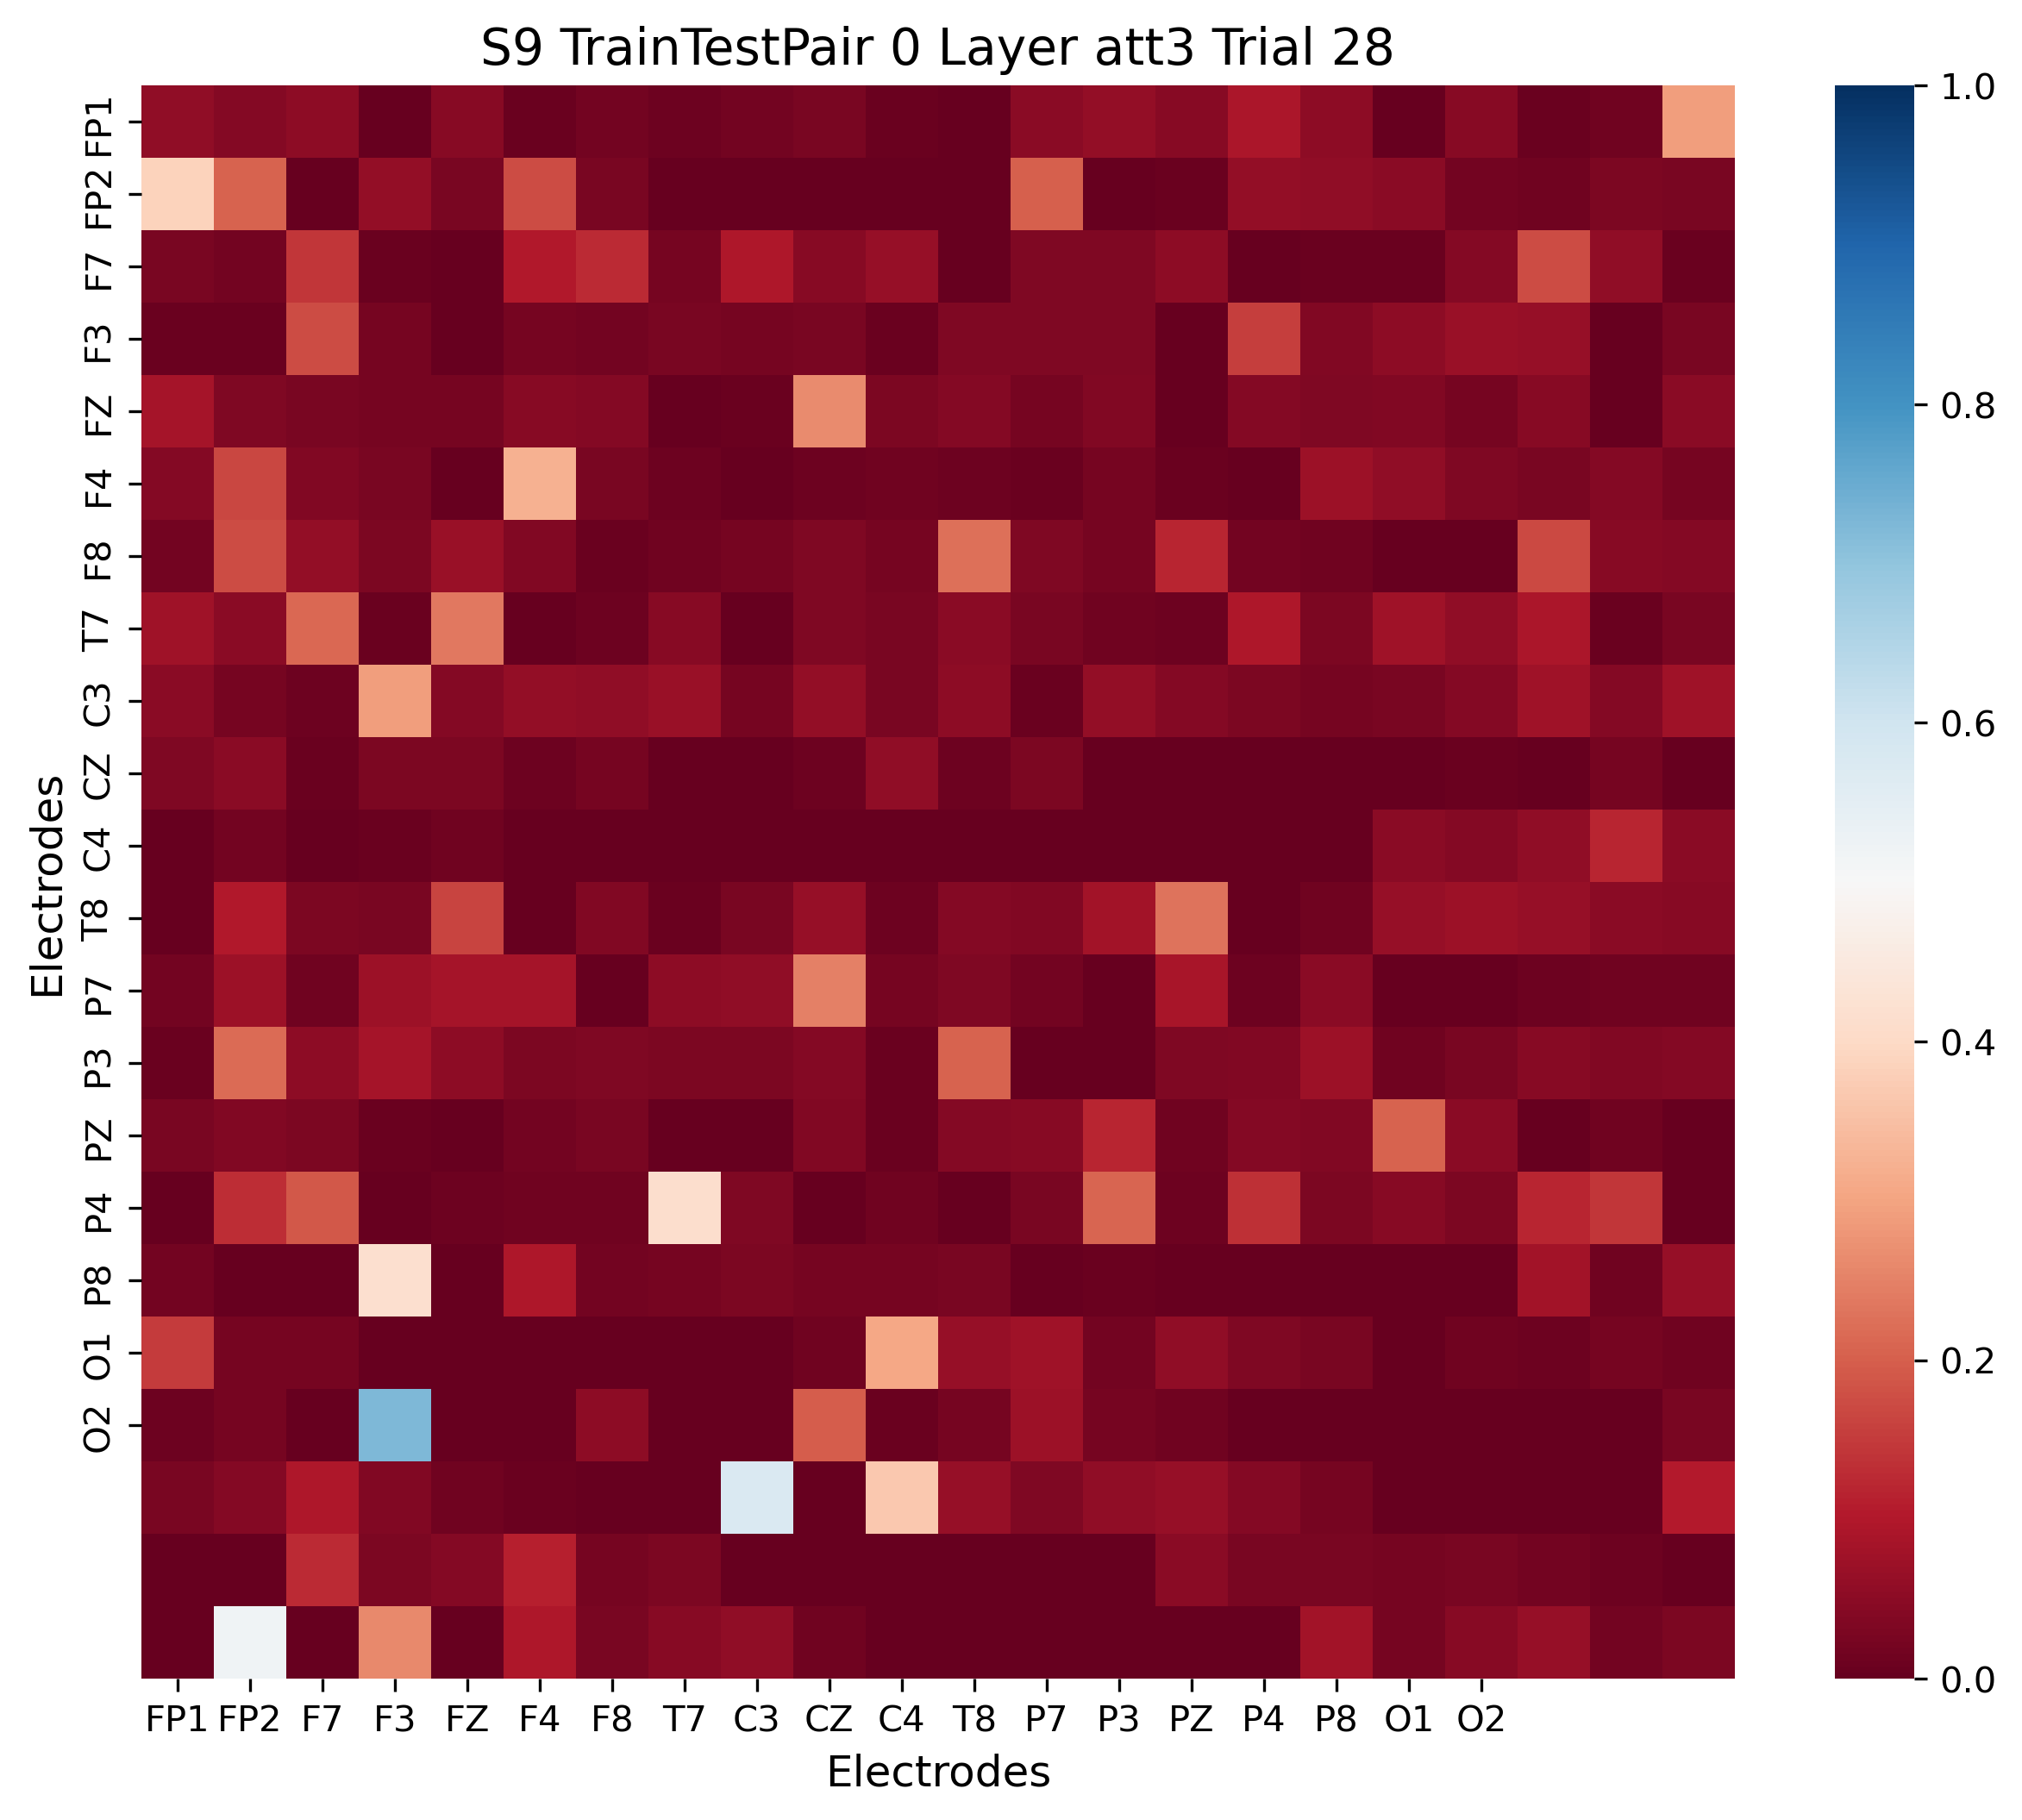 S9 TrainTestPair 0 Layer att3 Trial 28
Electrodes
FP1
FP2
F7
F3
FZ
F4
F8
T7
C3
CZ
C4
T8
P7
P3
PZ
P4
P8
O1
O2
FP1 FP2 F7 F3 FZ F4 F8 T7 C3 CZ C4 T8 P7 P3 PZ P4 P8 O1 O2
Electrodes
1.0
0.8
0.6
0.4
0.2
0.0